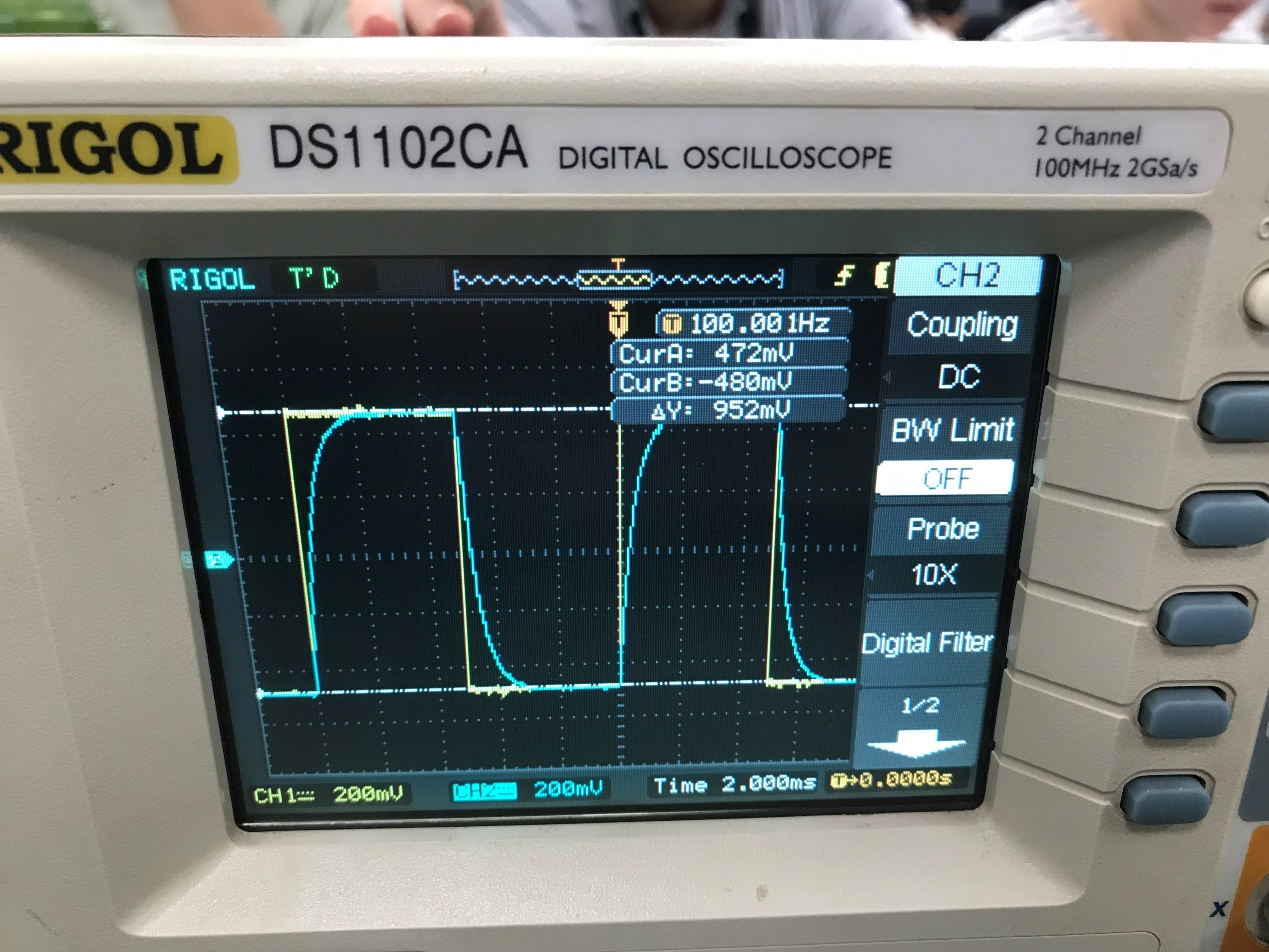 RIGOL DS1102CA DIGITAL OSCILLOSCOPE
2 Channel
100MHz 2GSa/s
RIGOL T'D
T
CH2
T 100.001Hz
CurA: 472mV
CurB:-480mV
ΔY: 952mV
Coupling
DC
BW Limit
OFF
Probe
10X
Digital Filter
1/2
CH1 200mV CH2 200mV Time 2.000ms T→0.0000s
X